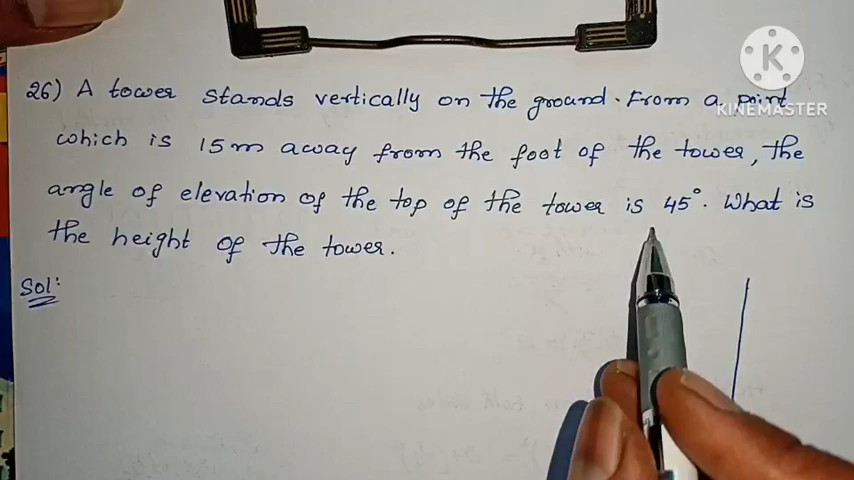 26) A tower stands vertically on the ground. From a point
which is 15m away from the foot of the tower, the
angle of elevation of the top of the tower is 45°. What is
the height of the tower.
Sol:
K
KINEMASTER